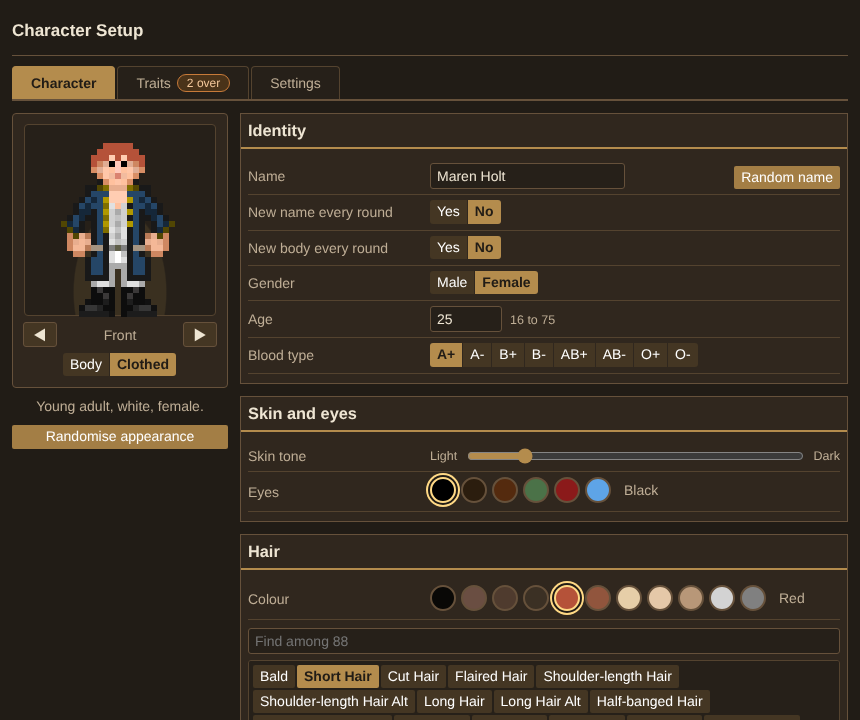 Character Setup
Character
Traits 2 over
Settings
Front
Body Clothed
Young adult, white, female.
Randomise appearance
Identity
Name Maren Holt Random name
New name every round Yes No
New body every round Yes No
Gender Male Female
Age 25 16 to 75
Blood type A+ A- B+ B- AB+ AB- O+ O-
Skin and eyes
Skin tone Light Dark
Eyes Black
Hair
Colour Red
Find among 88
Bald Short Hair Cut Hair Flaired Hair Shoulder-length Hair
Shoulder-length Hair Alt Long Hair Long Hair Alt Half-banged Hair